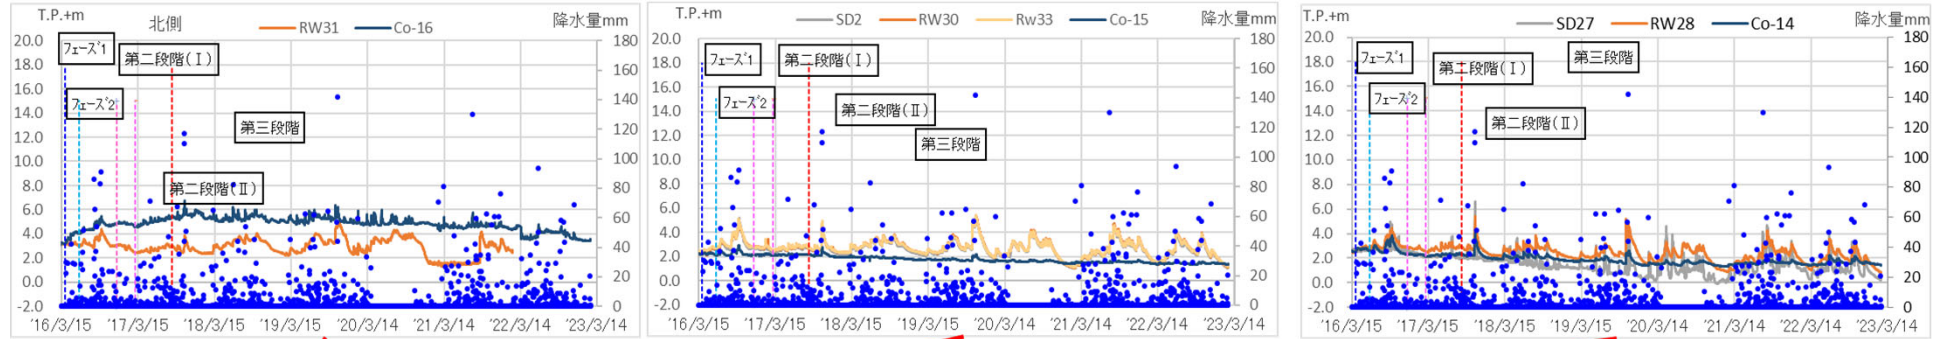 T.P.+m
北側
RW31
Co-16
降水量mm
20.0
18.0
16.0
14.0
12.0
10.0
8.0
6.0
4.0
2.0
0.0
-2.0
180
160
140
120
100
80
60
40
20
0
フェーズ1
第二段階(Ⅰ)
フェーズ2
第三段階
第二段階(Ⅱ)
'16/3/15
'17/3/15
'18/3/15
'19/3/15
'20/3/14
'21/3/14
'22/3/14
'23/3/14
T.P.+m
SD2
RW30
Rw33
Co-15
降水量mm
20.0
18.0
16.0
14.0
12.0
10.0
8.0
6.0
4.0
2.0
0.0
-2.0
180
160
140
120
100
80
60
40
20
0
フェーズ1
第二段階(Ⅰ)
フェーズ2
第二段階(Ⅱ)
第三段階
'16/3/15
'17/3/15
'18/3/15
'19/3/15
'20/3/14
'21/3/14
'22/3/14
'23/3/14
T.P.+m
SD27
RW28
Co-14
降水量mm
20.0
18.0
16.0
14.0
12.0
10.0
8.0
6.0
4.0
2.0
0.0
-2.0
180
160
140
120
100
80
60
40
20
0
フェーズ1
第二段階(Ⅰ)
第三段階
フェーズ2
第二段階(Ⅱ)
'16/3/15
'17/3/15
'18/3/15
'19/3/15
'20/3/14
'21/3/14
'22/3/14
'23/3/14